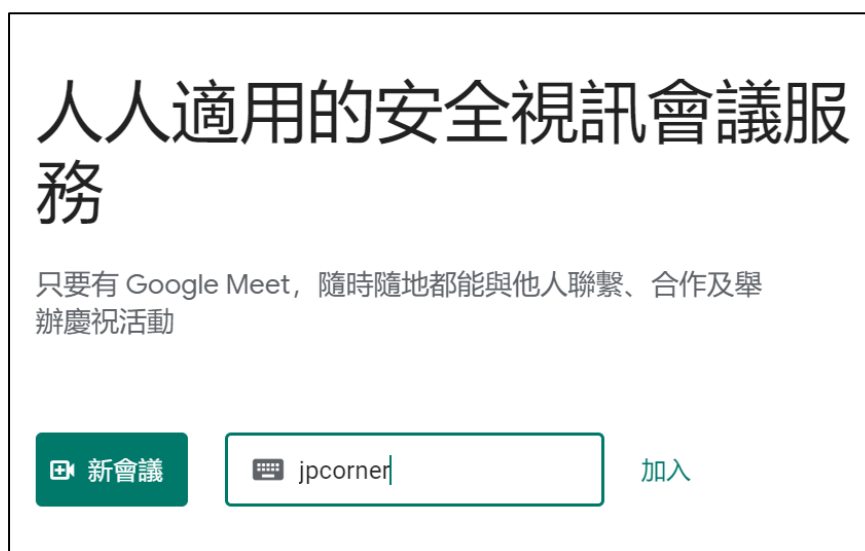 人人適用的安全視訊會議服
務
只要有 Google Meet，隨時隨地都能與他人聯繫、合作及舉
辦慶祝活動
新會議 jpcorner 加入